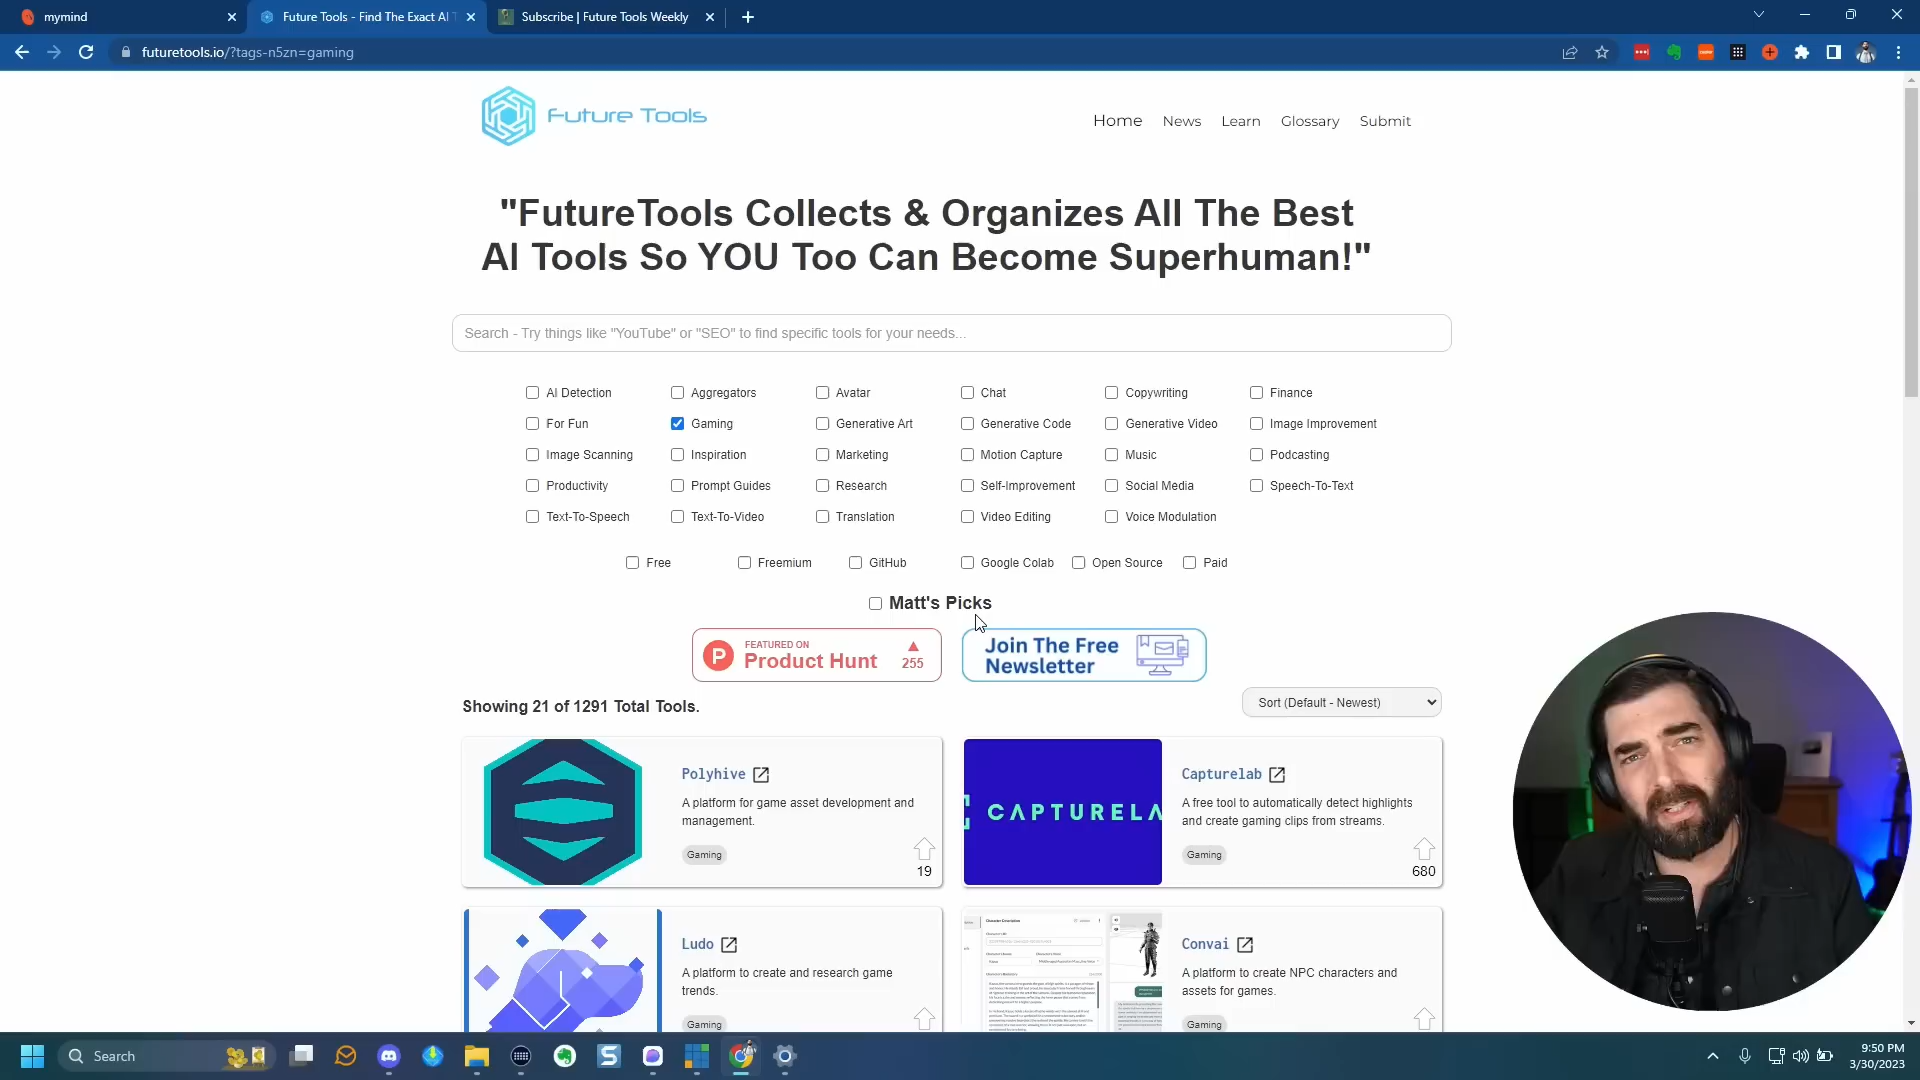 mymind
Future Tools - Find The Exact AI T
Subscribe | Future Tools Weekly
futuretools.io/?tags-n5zn=gaming
Future Tools
Home
News
Learn
Glossary
Submit
"FutureTools Collects & Organizes All The Best
AI Tools So YOU Too Can Become Superhuman!"
Search - Try things like "YouTube" or "SEO" to find specific tools for your needs...
AI Detection
Aggregators
Avatar
Chat
Copywriting
Finance
For Fun
Gaming
Generative Art
Generative Code
Generative Video
Image Improvement
Image Scanning
Inspiration
Marketing
Motion Capture
Music
Podcasting
Productivity
Prompt Guides
Research
Self-Improvement
Social Media
Speech-To-Text
Text-To-Speech
Text-To-Video
Translation
Video Editing
Voice Modulation
Free
Freemium
GitHub
Google Colab
Open Source
Paid
Matt's Picks
P
FEATURED ON
Product Hunt
255
Join The Free
Newsletter
Showing 21 of 1291 Total Tools.
Sort (Default - Newest)
Polyhive
A platform for game asset development and
management.
Gaming
19
CAPTURELA
Capturelab
A free tool to automatically detect highlights
and create gaming clips from streams.
Gaming
680
Ludo
A platform to create and research game
trends.
Gaming
Character Description
Convai
A platform to create NPC characters and
assets for games.
Gaming
Search
9:50 PM
3/30/2023